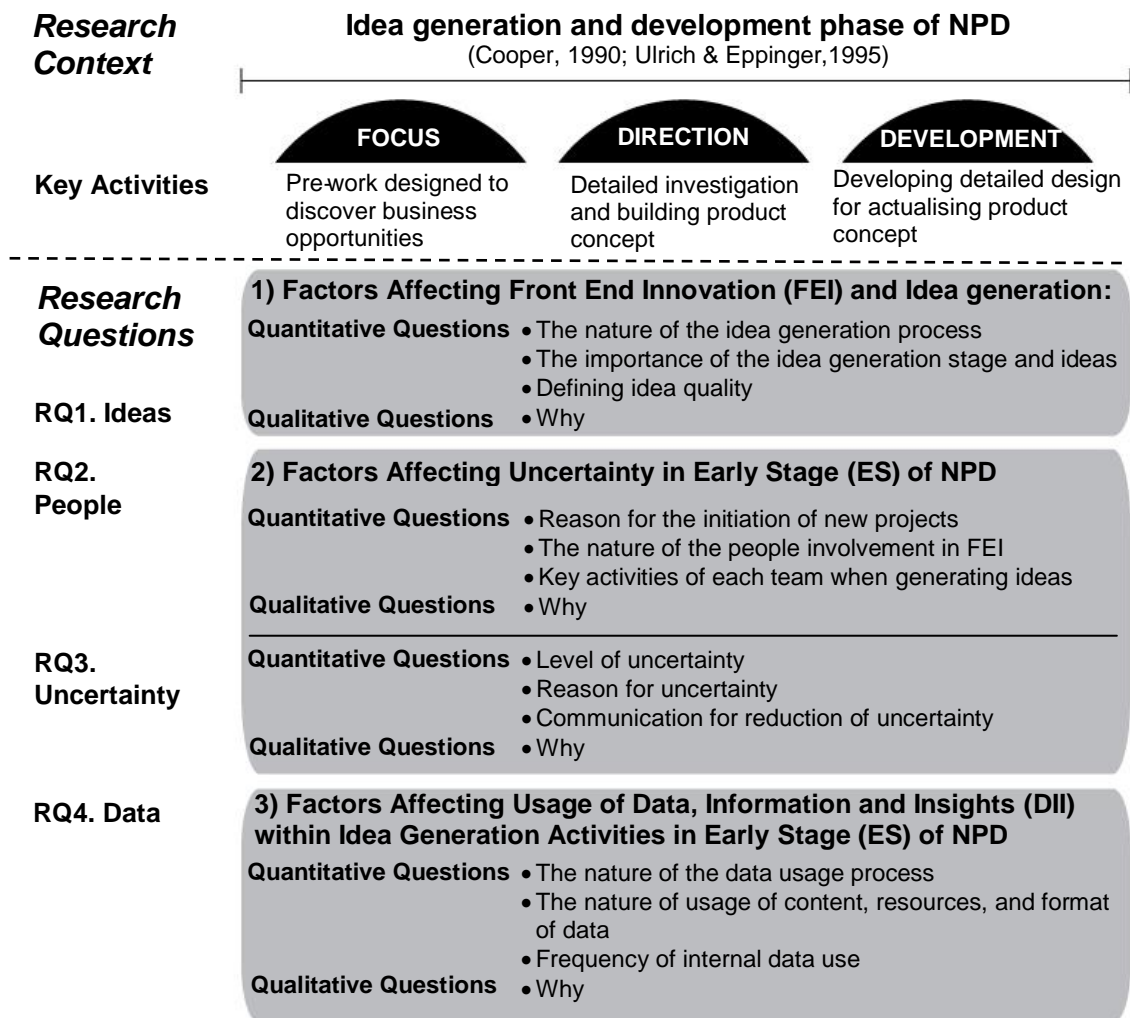 Research
Context
Idea generation and development phase of NPD
(Cooper, 1990; Ulrich & Eppinger,1995)
FOCUS
DIRECTION
DEVELOPMENT
Key Activities
Pre-work designed to
discover business
opportunities
Detailed investigation
and building product
concept
Developing detailed design
for actualising product
concept
Research
Questions
1) Factors Affecting Front End Innovation (FEI) and Idea generation:
Quantitative Questions • The nature of the idea generation process
• The importance of the idea generation stage and ideas
• Defining idea quality
RQ1. Ideas
Qualitative Questions • Why
RQ2.
People
2) Factors Affecting Uncertainty in Early Stage (ES) of NPD
Quantitative Questions • Reason for the initiation of new projects
• The nature of the people involvement in FEI
• Key activities of each team when generating ideas
Qualitative Questions • Why
RQ3.
Uncertainty
Quantitative Questions • Level of uncertainty
• Reason for uncertainty
• Communication for reduction of uncertainty
Qualitative Questions • Why
RQ4. Data
3) Factors Affecting Usage of Data, Information and Insights (DII)
within Idea Generation Activities in Early Stage (ES) of NPD
Quantitative Questions • The nature of the data usage process
• The nature of usage of content, resources, and format
of data
• Frequency of internal data use
Qualitative Questions • Why